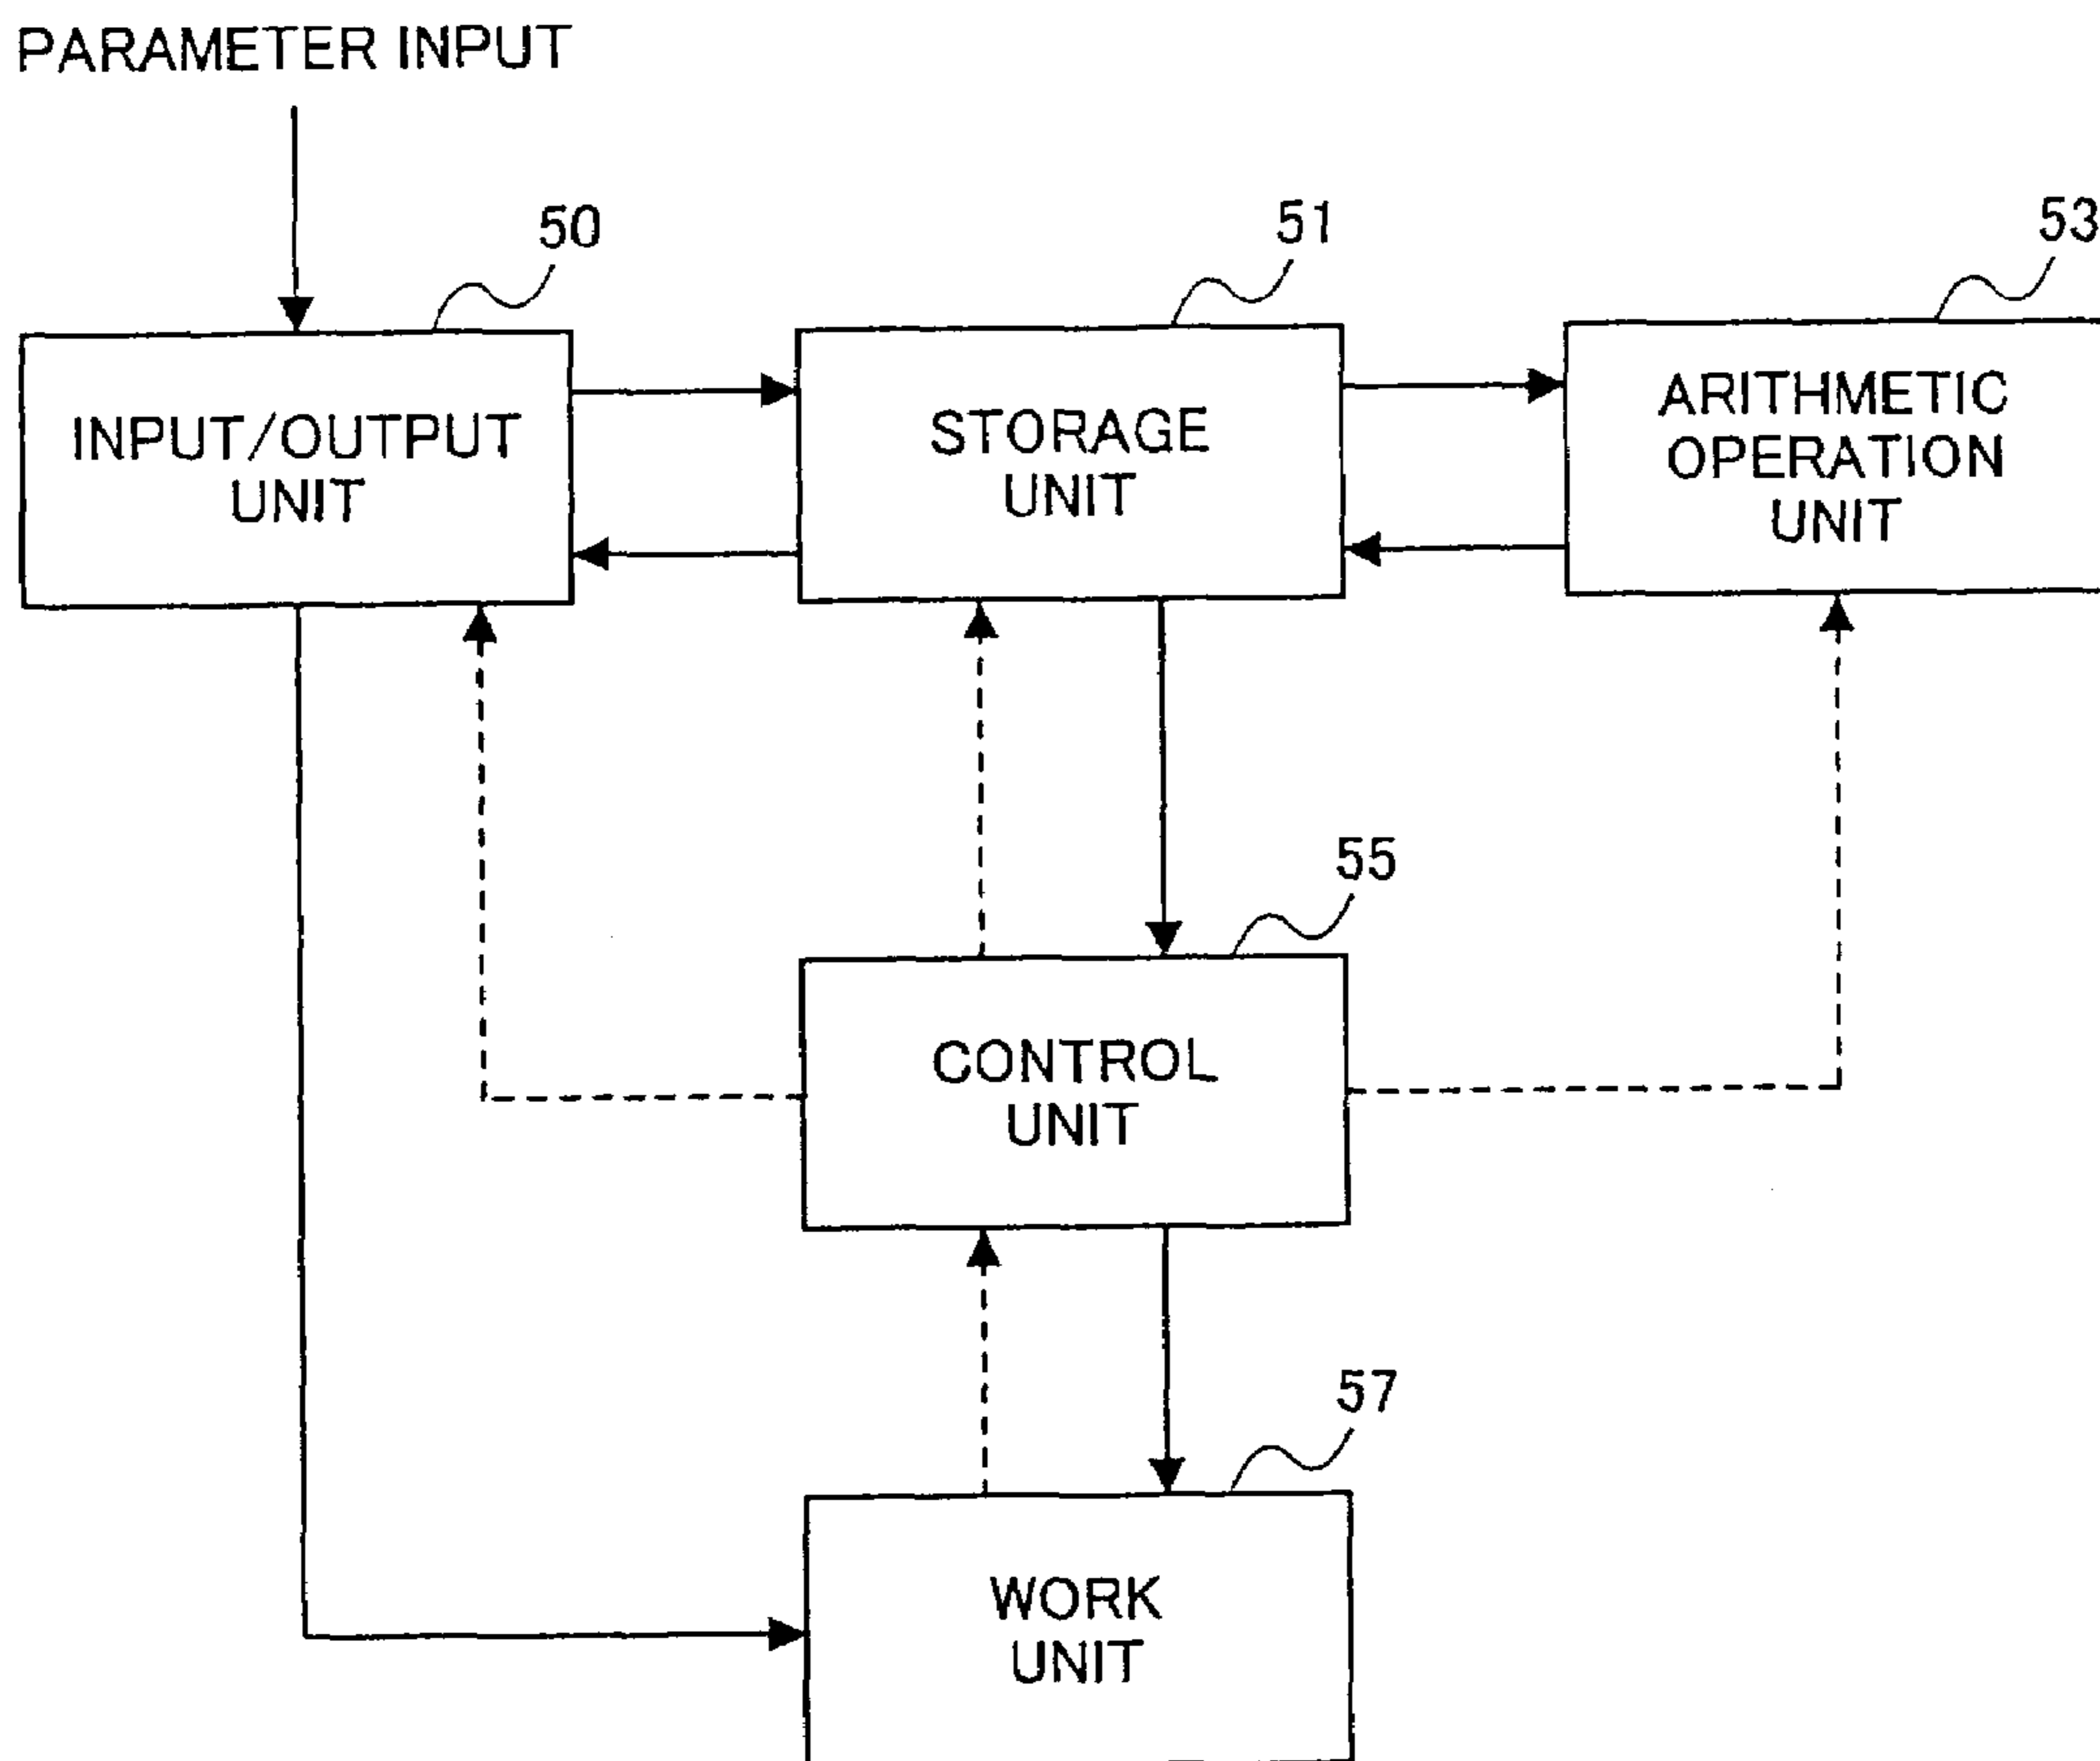 PARAMETER INPUT
50
51
53
INPUT/OUTPUT
UNIT
STORAGE
UNIT
ARITHMETIC
OPERATION
UNIT
55
CONTROL
UNIT
57
WORK
UNIT